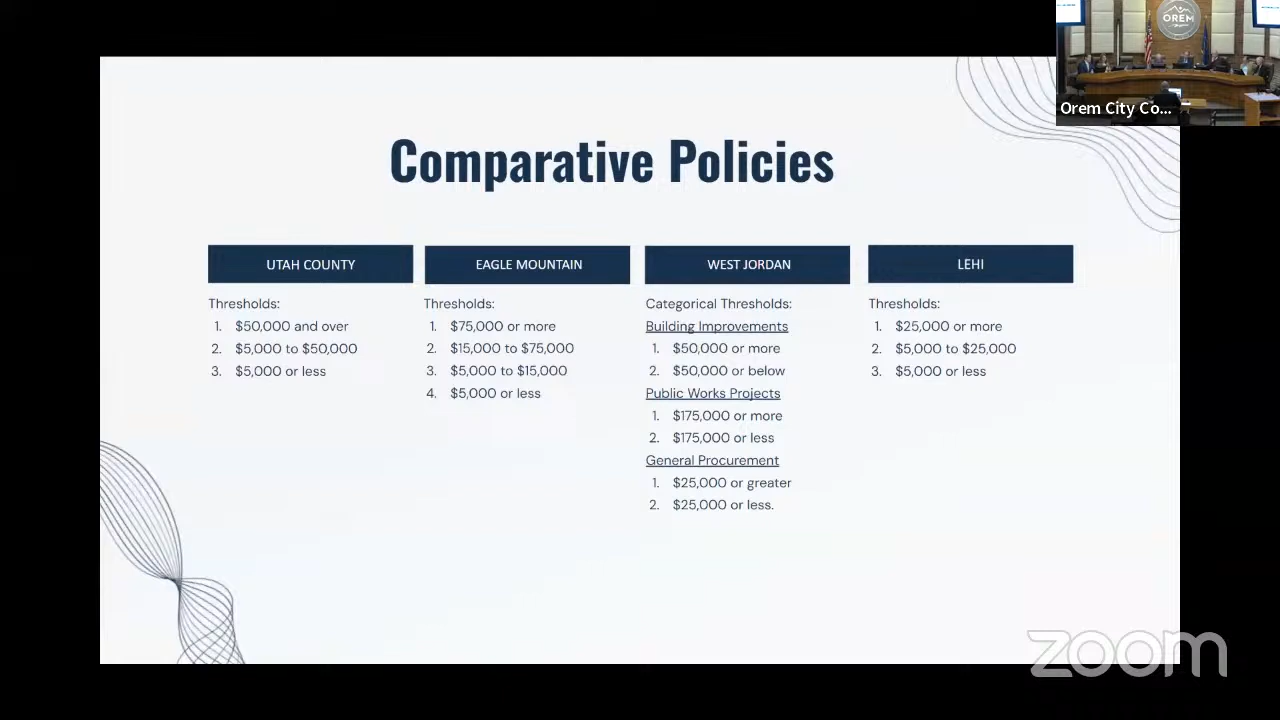 OREM
Orem City Co...
Comparative Policies
UTAH COUNTY
Thresholds:
1. $50,000 and over
2. $5,000 to $50,000
3. $5,000 or less
EAGLE MOUNTAIN
Thresholds:
1. $75,000 or more
2. $15,000 to $75,000
3. $5,000 to $15,000
4. $5,000 or less
WEST JORDAN
Categorical Thresholds:
Building Improvements
1. $50,000 or more
2. $50,000 or below
Public Works Projects
1. $175,000 or more
2. $175,000 or less
General Procurement
1. $25,000 or greater
2. $25,000 or less.
LEHI
Thresholds:
1. $25,000 or more
2. $5,000 to $25,000
3. $5,000 or less
zoom